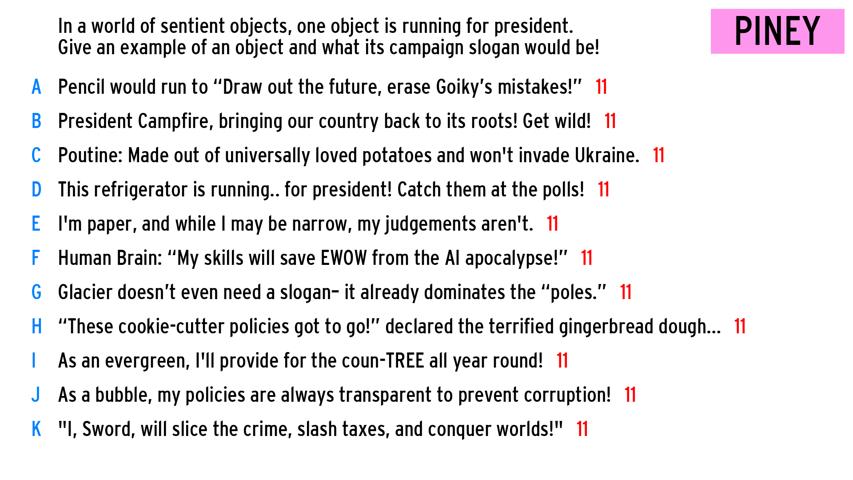 In a world of sentient objects, one object is running for president.
Give an example of an object and what its campaign slogan would be!
PINEY
A Pencil would run to “Draw out the future, erase Goiky’s mistakes!” 11
B President Campfire, bringing our country back to its roots! Get wild! 11
C Poutine: Made out of universally loved potatoes and won't invade Ukraine. 11
D This refrigerator is running.. for president! Catch them at the polls! 11
E I'm paper, and while I may be narrow, my judgements aren't. 11
F Human Brain: “My skills will save EWOW from the AI apocalypse!” 11
G Glacier doesn’t even need a slogan– it already dominates the “poles.” 11
H “These cookie-cutter policies got to go!” declared the terrified gingerbread dough... 11
I As an evergreen, I'll provide for the coun-TREE all year round! 11
J As a bubble, my policies are always transparent to prevent corruption! 11
K "I, Sword, will slice the crime, slash taxes, and conquer worlds!" 11